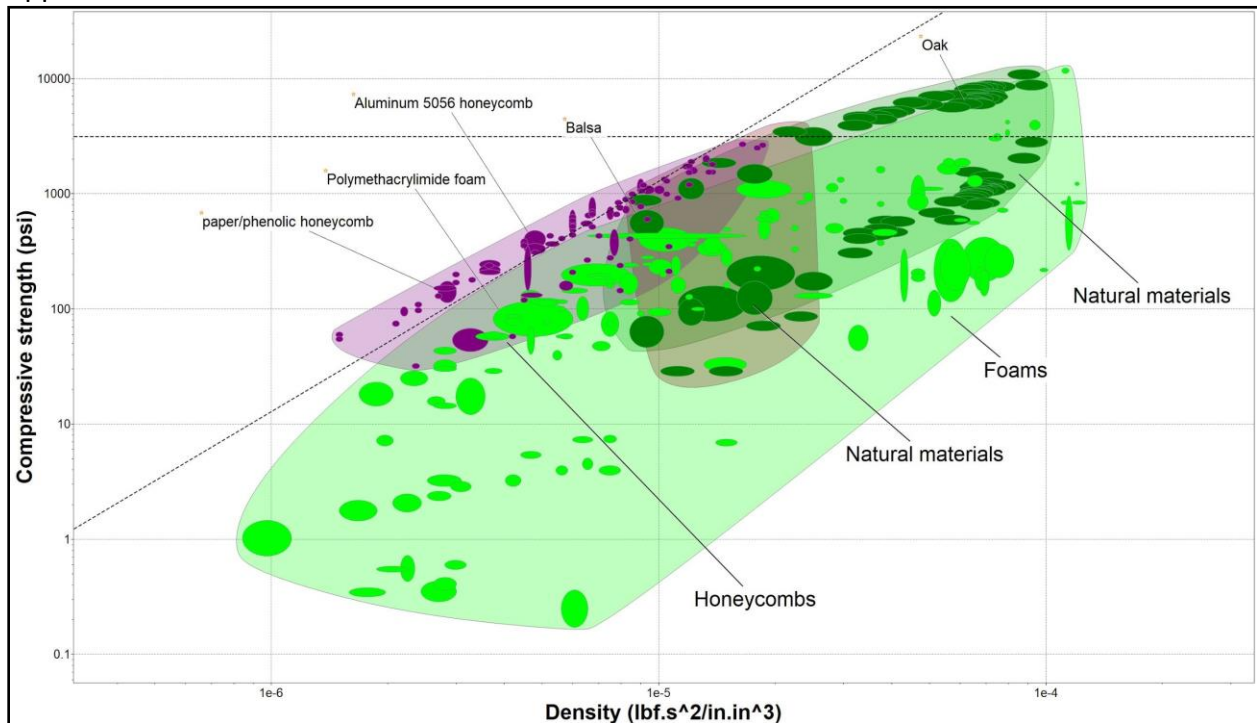 Compressive strength (psi)
10000
1000
100
10
1
0.1
Oak
Aluminum 5056 honeycomb
Balsa
Polymethacrylimide foam
paper/phenolic honeycomb
Natural materials
Foams
Natural materials
Honeycombs
1e-6
1e-5
1e-4
Density (lbf.s^2/in.in^3)